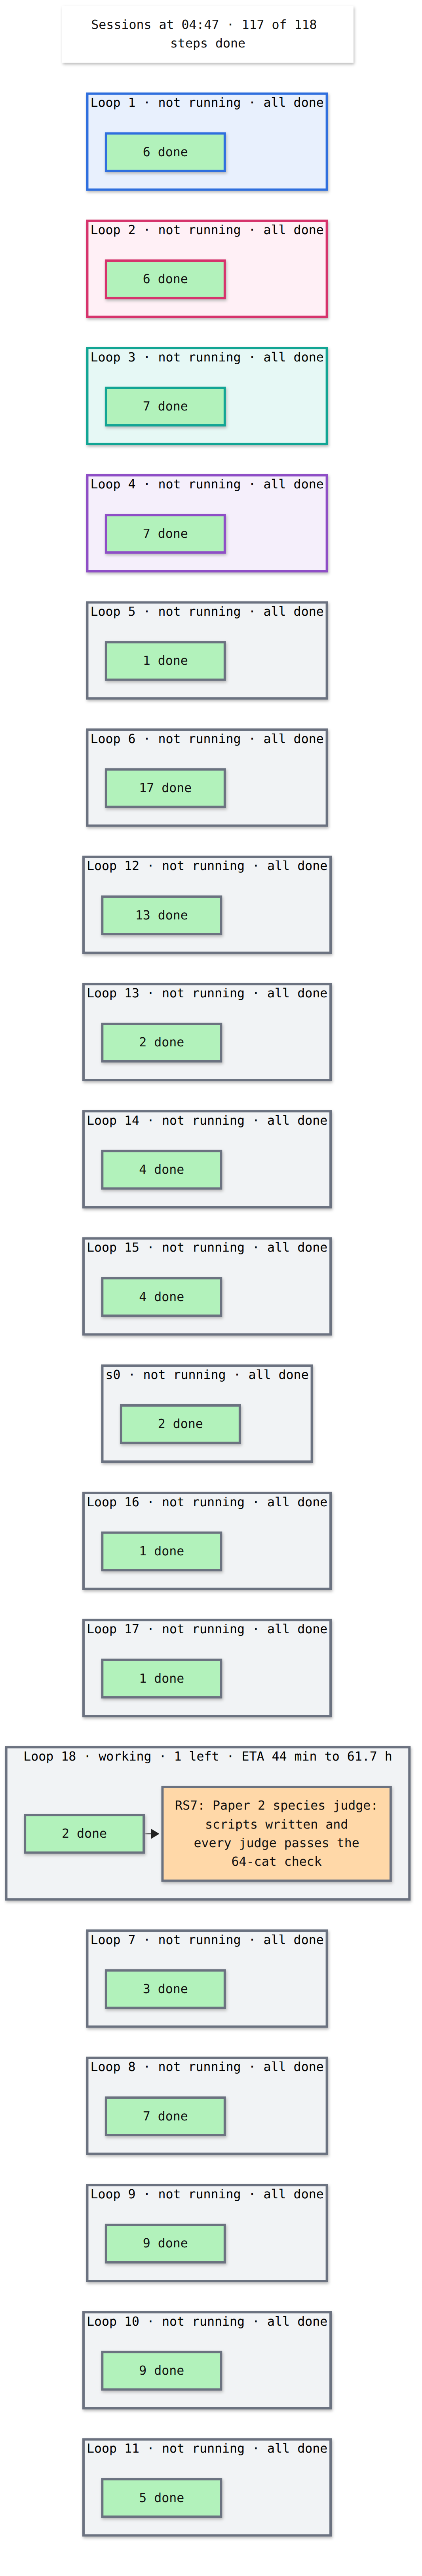 Sessions at 04:47 · 117 of 118
steps done
Loop 1 · not running · all done
6 done
Loop 2 · not running · all done
6 done
Loop 3 · not running · all done
7 done
Loop 4 · not running · all done
7 done
Loop 5 · not running · all done
1 done
Loop 6 · not running · all done
17 done
Loop 12 · not running · all done
13 done
Loop 13 · not running · all done
2 done
Loop 14 · not running · all done
4 done
Loop 15 · not running · all done
4 done
s0 · not running · all done
2 done
Loop 16 · not running · all done
1 done
Loop 17 · not running · all done
1 done
Loop 18 · working · 1 left · ETA 44 min to 61.7 h
2 done
RS7: Paper 2 species judge:
scripts written and
every judge passes the
64-cat check
Loop 7 · not running · all done
3 done
Loop 8 · not running · all done
7 done
Loop 9 · not running · all done
9 done
Loop 10 · not running · all done
9 done
Loop 11 · not running · all done
5 done